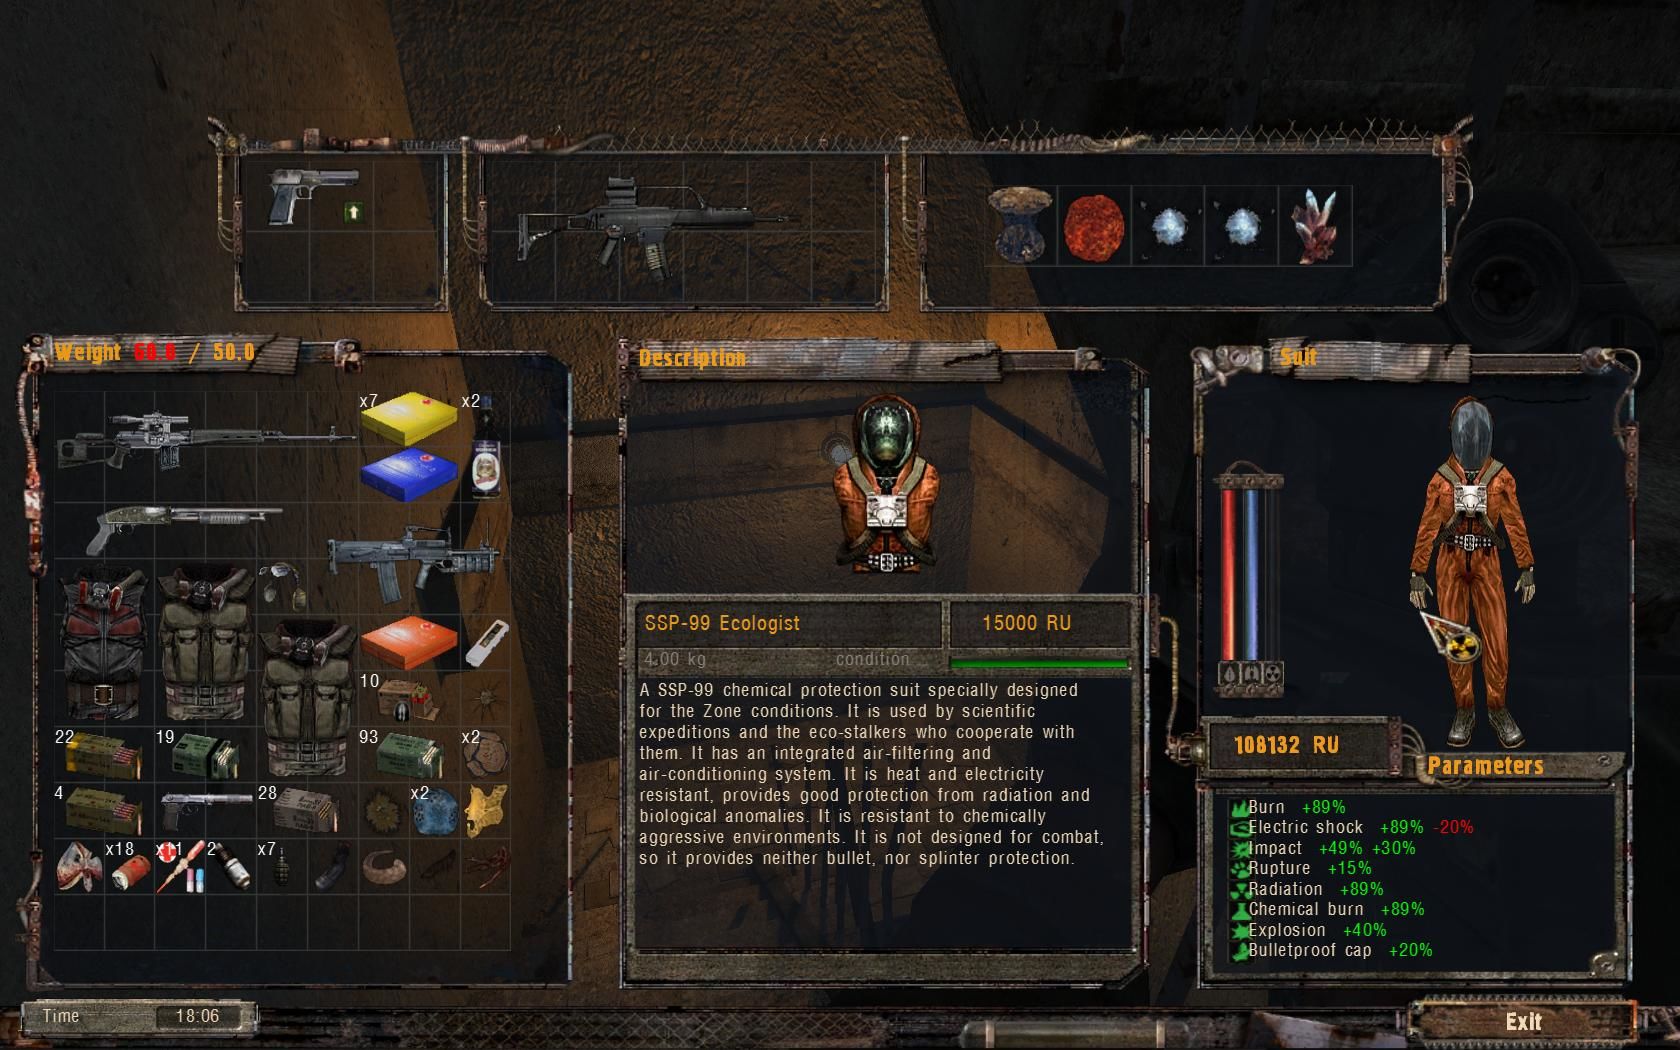 Weight 60.0 / 50.0
Description
Suit
x7
x2
SSP-99 Ecologist
15000 RU
4.00 kg
condition
A SSP-99 chemical protection suit specially designed
for the Zone conditions. It is used by scientific
expeditions and the eco-stalkers who cooperate with
them. It has an integrated air-filtering and
air-conditioning system. It is heat and electricity
resistant, provides good protection from radiation and
biological anomalies. It is resistant to chemically
aggressive environments. It is not designed for combat,
so it provides neither bullet, nor splinter protection.
10
22
19
93
x2
4
28
x2
x18
x11
2
x7
108132 RU
Parameters
Burn +89%
Electric shock +89% -20%
Impact +49% +30%
Rupture +15%
Radiation +89%
Chemical burn +89%
Explosion +40%
Bulletproof cap +20%
Time 18:06
Exit